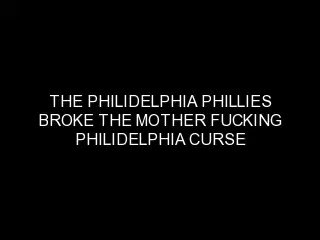 THE PHILIDELPHIA PHILLIES
BROKE THE MOTHER FUCKING
PHILIDELPHIA CURSE